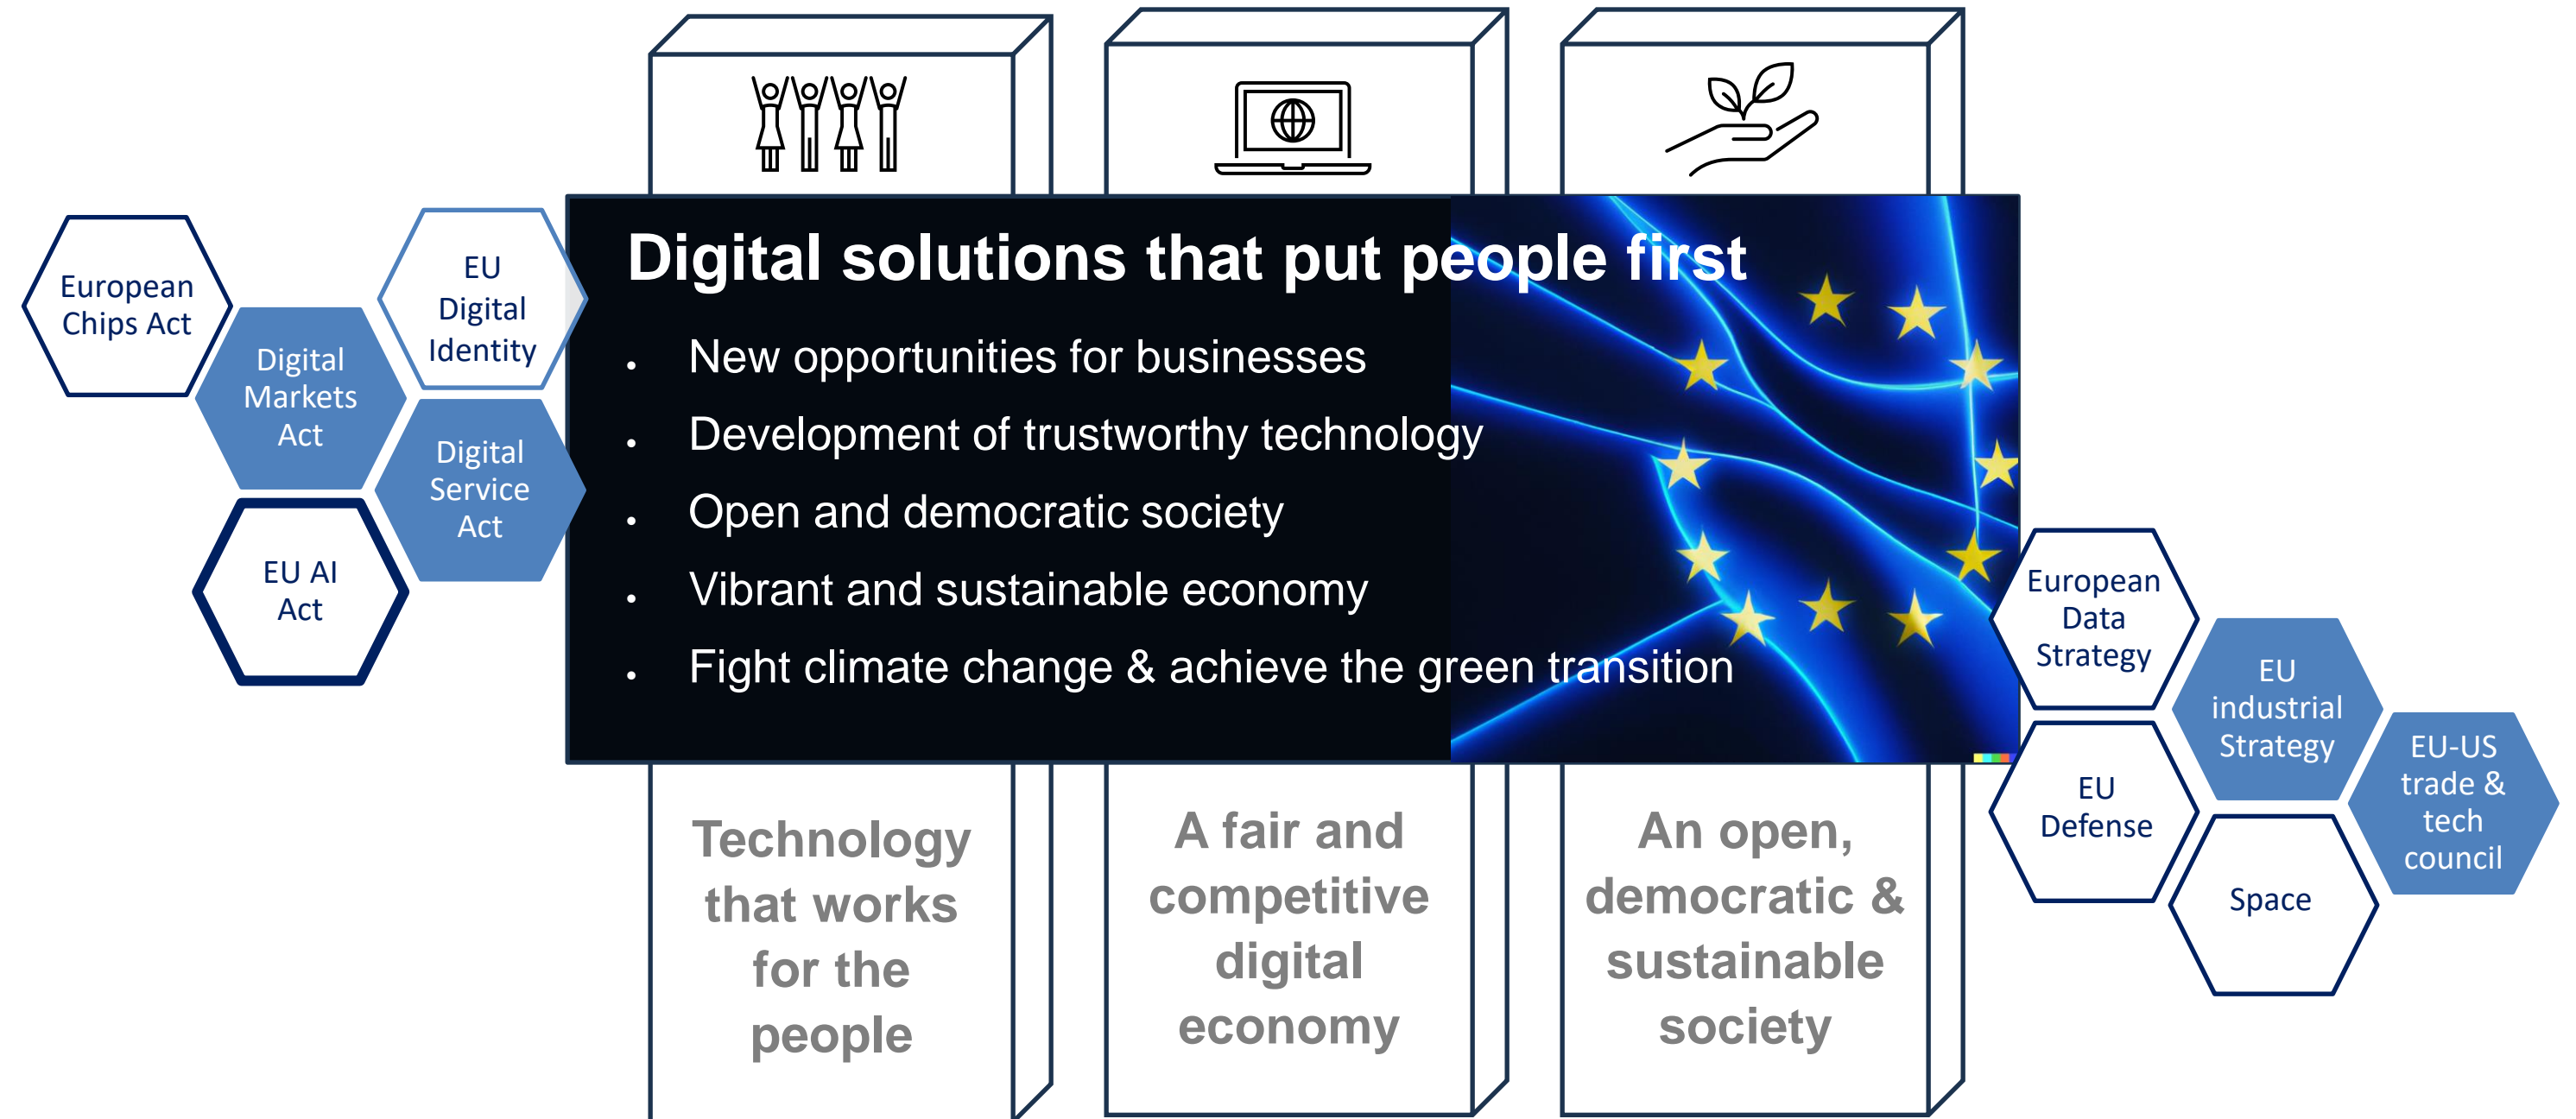 European
Chips Act
Digital
Markets
Act
EU
Digital
Identity
Digital
Service
Act
EU AI
Act
Digital solutions that put people first
• New opportunities for businesses
• Development of trustworthy technology
• Open and democratic society
• Vibrant and sustainable economy
• Fight climate change & achieve the green transition
European
Data
Strategy
EU
industrial
Strategy
EU-US
trade &
tech
council
EU
Defense
Space
Technology
that works
for the
people
A fair and
competitive
digital
economy
An open,
democratic &
sustainable
society